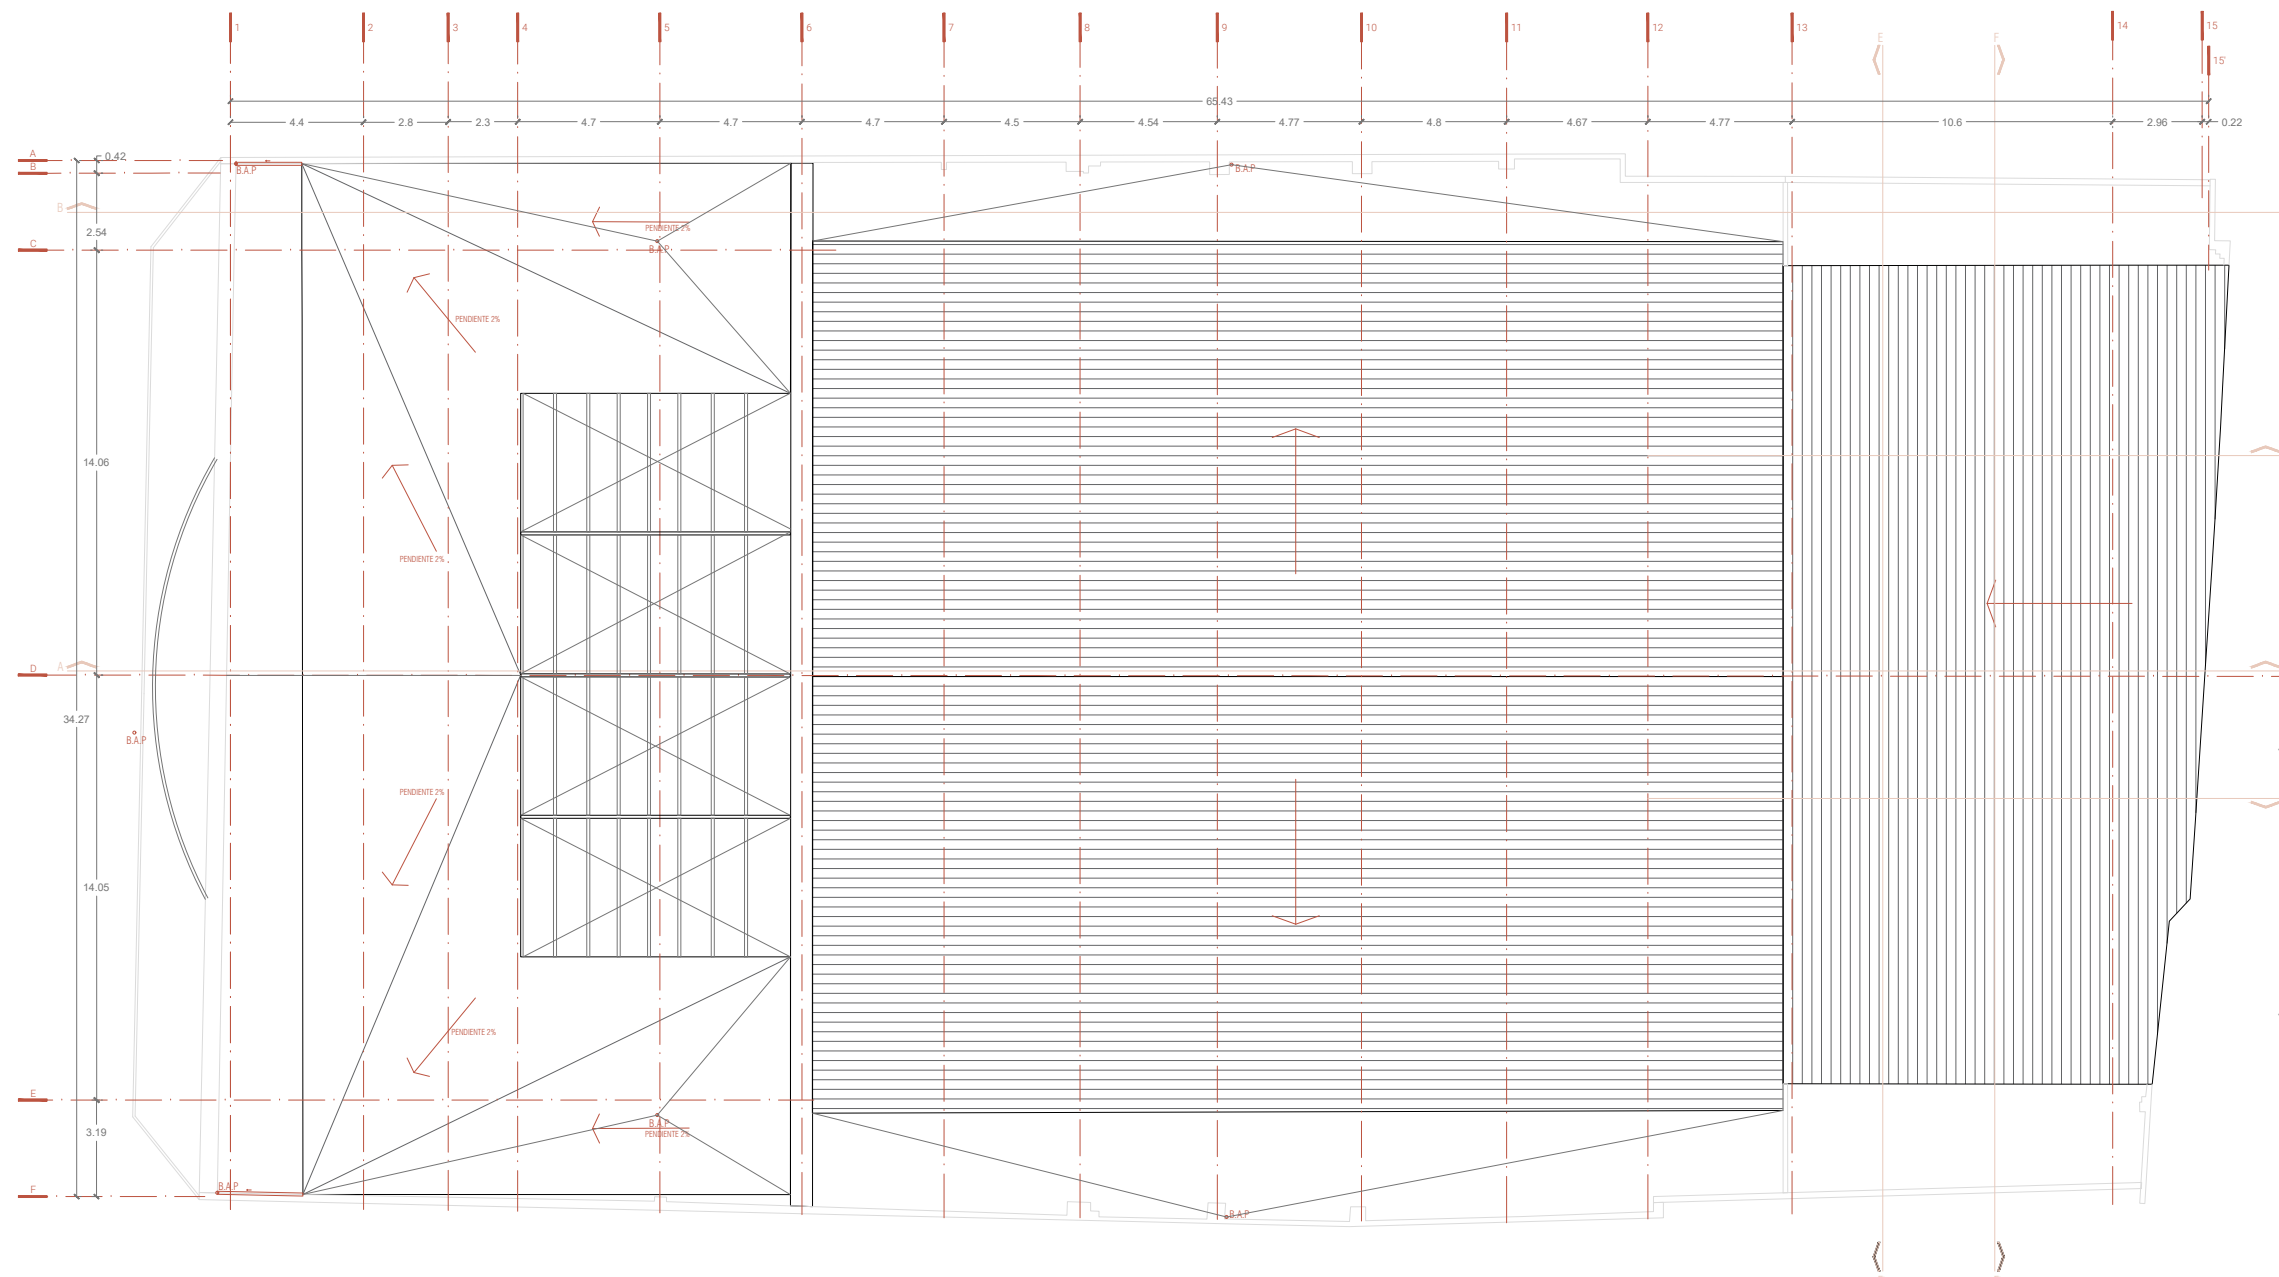 1 2 3 4 5 6 7 8 9 10 11 12 13 14 15
E F
15'
65.43
4.4 2.8 2.3 4.7 4.7 4.7 4.5 4.54 4.77 4.8 4.67 4.77 10.6 2.96 0.22
A
0.42
B
B.A.P
B.A.P
B
PENDIENTE 2%
2.54
C
B.A.P
PENDIENTE 2%
14.06
PENDIENTE 2%
D
A
34.27
B.A.P
PENDIENTE 2%
14.05
PENDIENTE 2%
E
B.A.P
3.19
PENDIENTE 2%
F
B.A.P
B.A.P